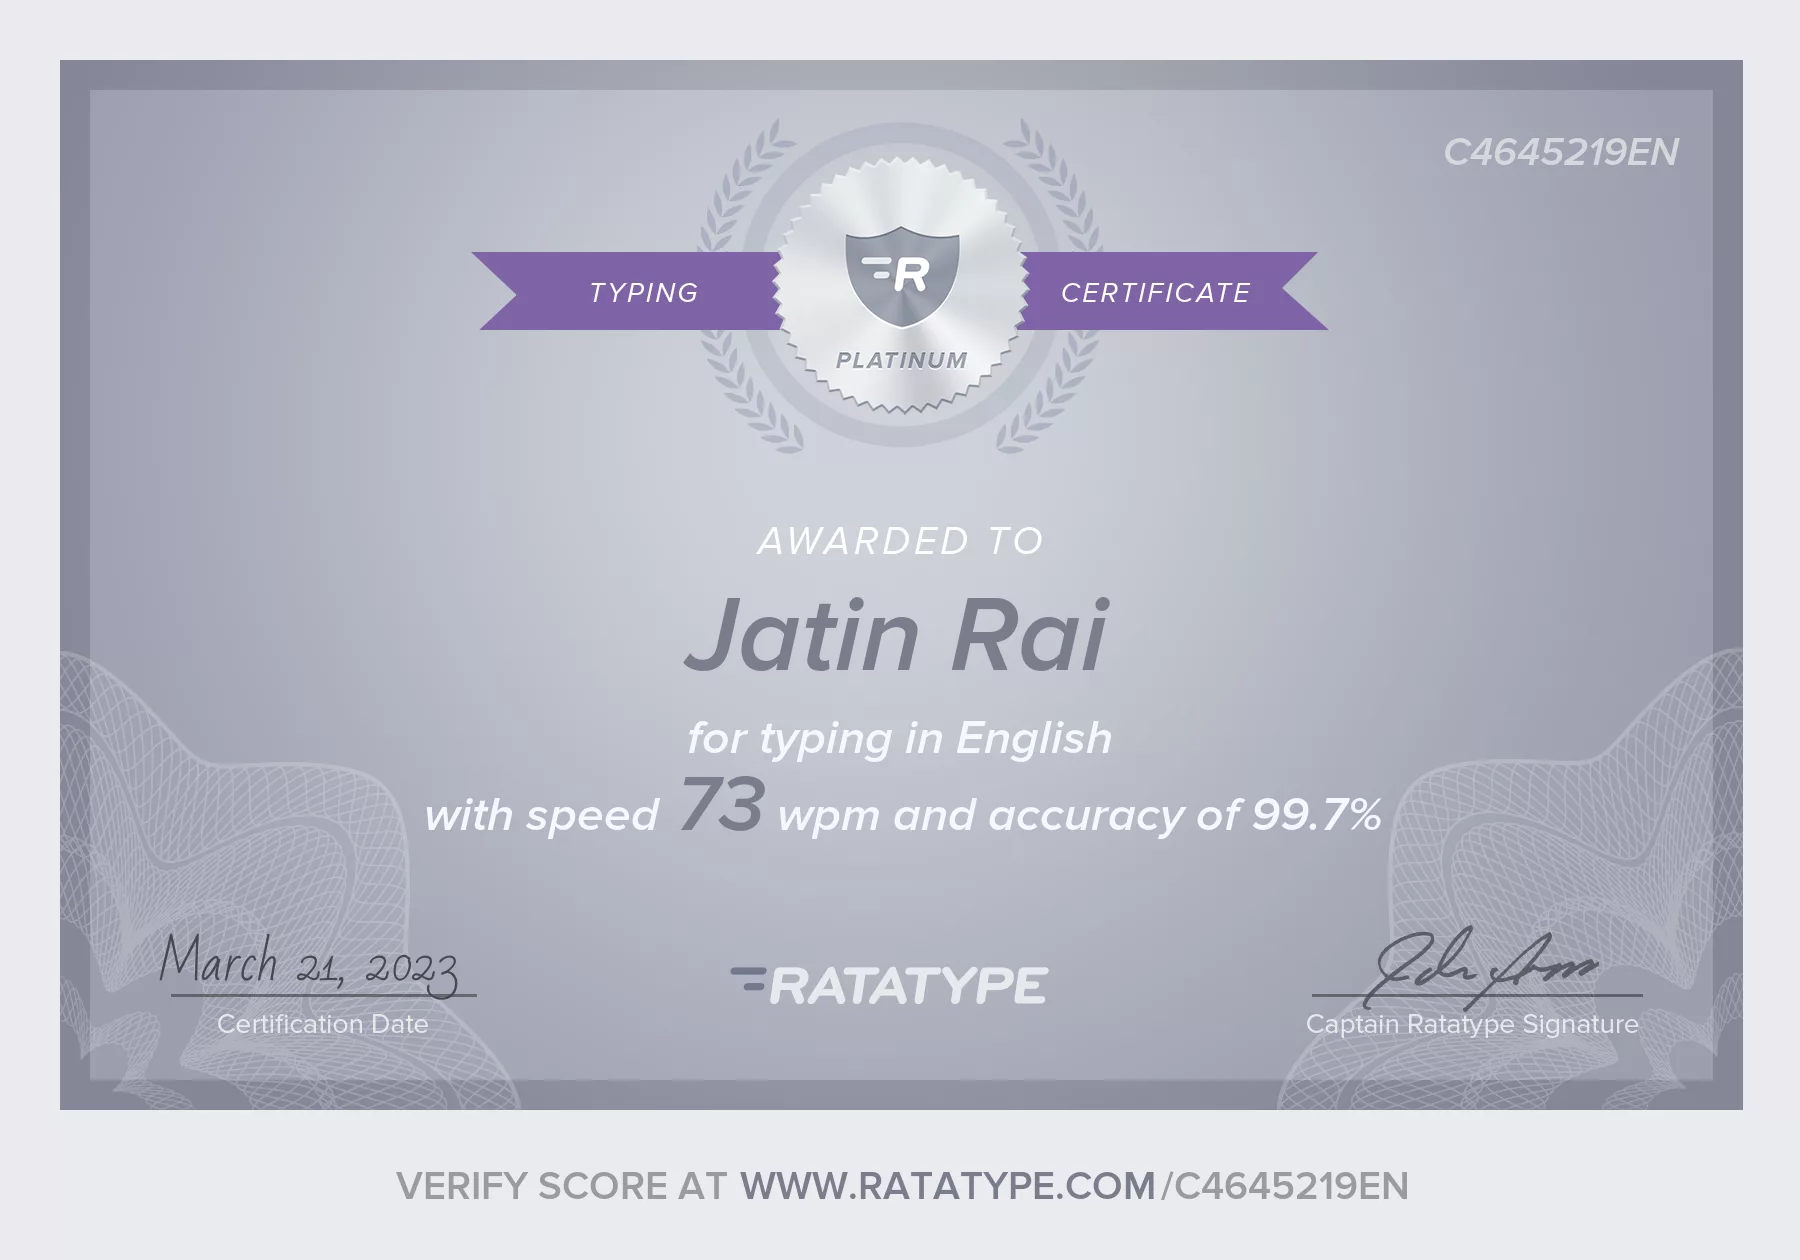 C4645219EN
TYPING
CERTIFICATE
R
PLATINUM
AWARDED TO
Jatin Rai
for typing in English
with speed 73 wpm and accuracy of 99.7%
March 21, 2023
Certification Date
RATATYPE
Captain Ratatype Signature
VERIFY SCORE AT WWW.RATATYPE.COM/C4645219EN